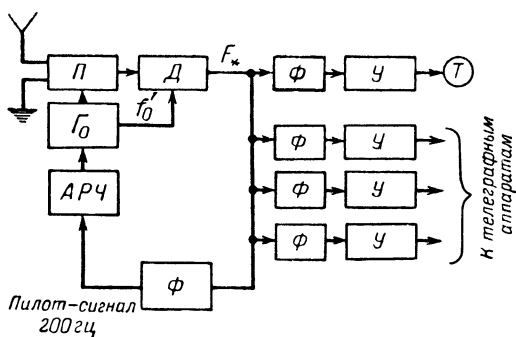 П
Д
F*
Ф
У
Т
f₀'
Г₀
Ф
У
АРЧ
Ф
У
Ф
У
К телеграфным
аппаратам
Ф
Пилот-сигнал
200 гц